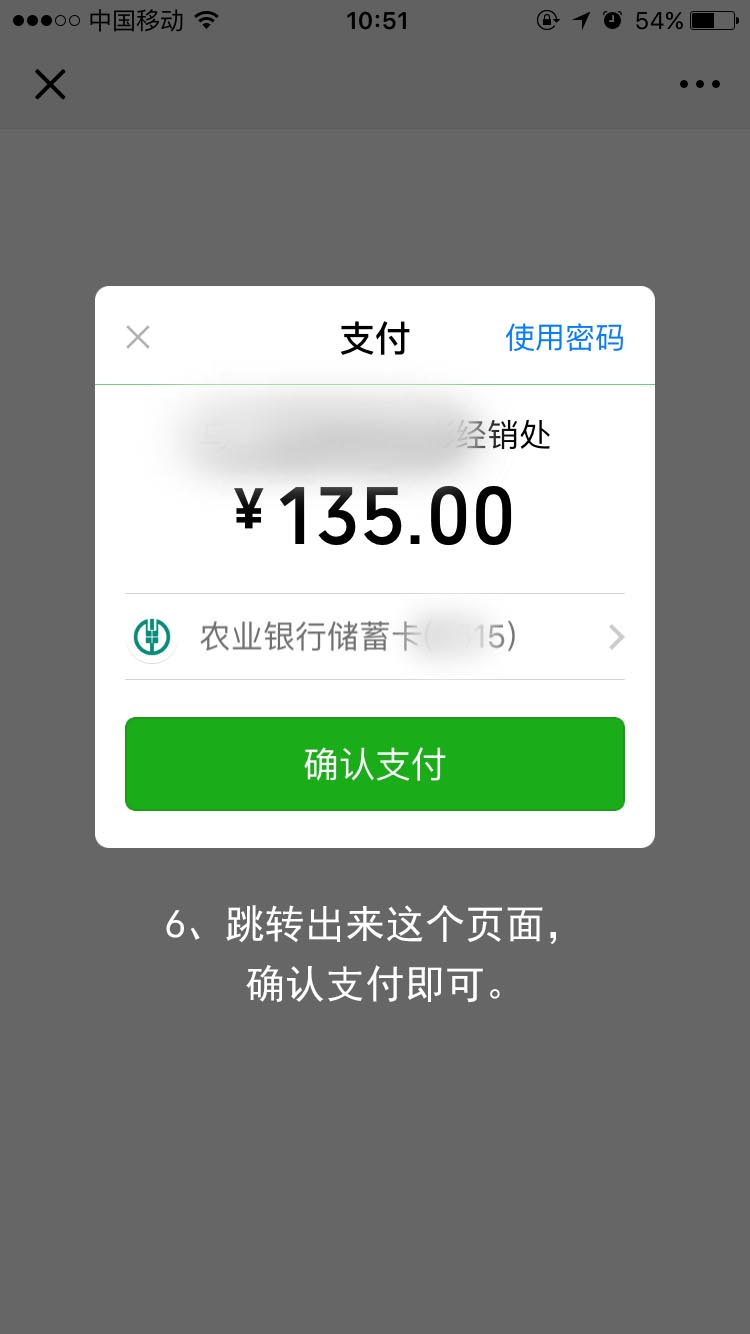 中国移动 10:51 54%
支付 使用密码
经销处
¥135.00
农业银行储蓄卡( 15)
确认支付
6、跳转出来这个页面，
确认支付即可。